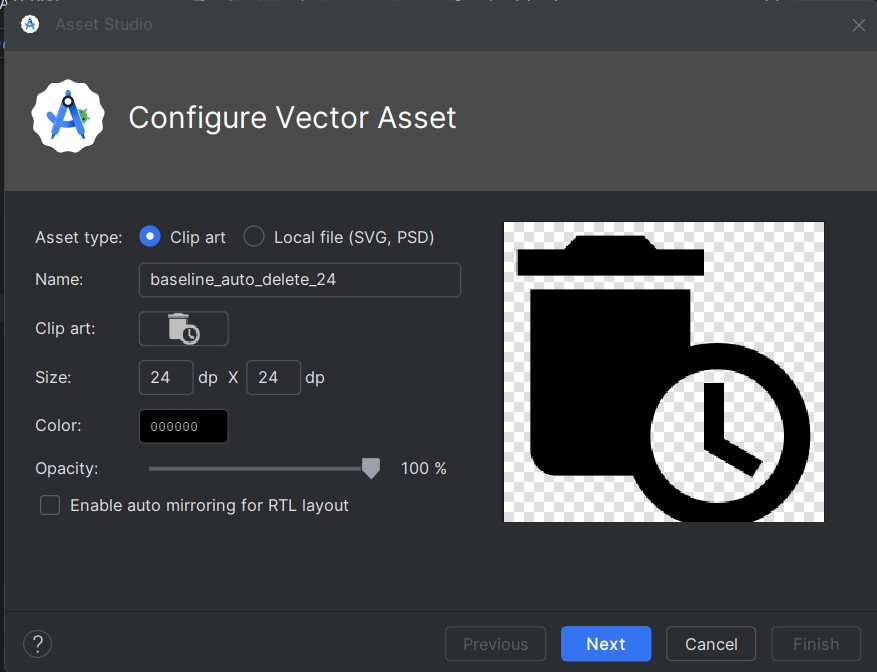 Asset Studio
Configure Vector Asset
Asset type: Clip art Local file (SVG, PSD)
Name: baseline_auto_delete_24
Clip art:
Size: 24 dp X 24 dp
Color: 000000
Opacity: 100 %
Enable auto mirroring for RTL layout
? Previous Next Cancel Finish